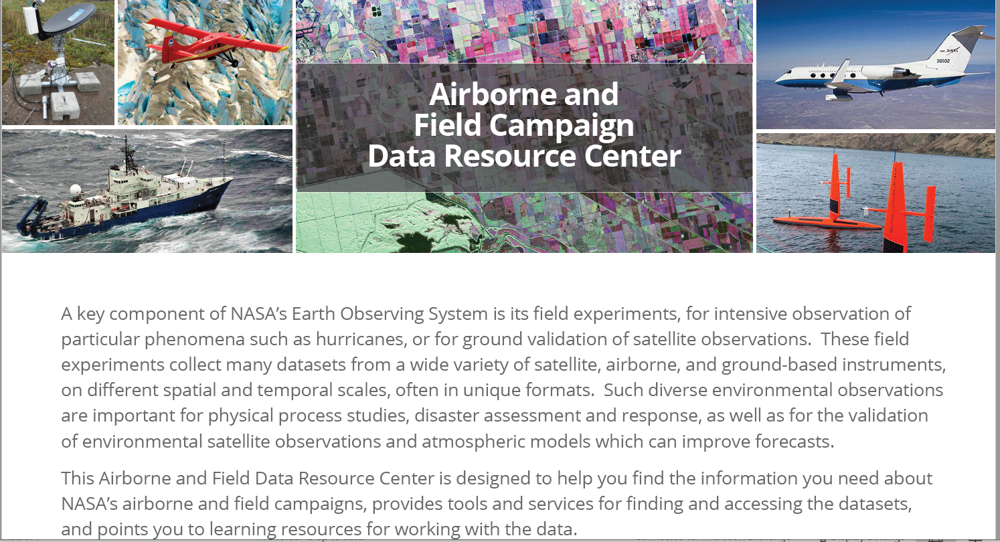 Airborne and
Field Campaign
Data Resource Center
NASA
30502
A key component of NASA’s Earth Observing System is its field experiments, for intensive observation of
particular phenomena such as hurricanes, or for ground validation of satellite observations.  These field
experiments collect many datasets from a wide variety of satellite, airborne, and ground-based instruments,
on different spatial and temporal scales, often in unique formats.  Such diverse environmental observations
are important for physical process studies, disaster assessment and response, as well as for the validation
of environmental satellite observations and atmospheric models which can improve forecasts.
This Airborne and Field Data Resource Center is designed to help you find the information you need about
NASA’s airborne and field campaigns, provides tools and services for finding and accessing the datasets,
and points you to learning resources for working with the data.